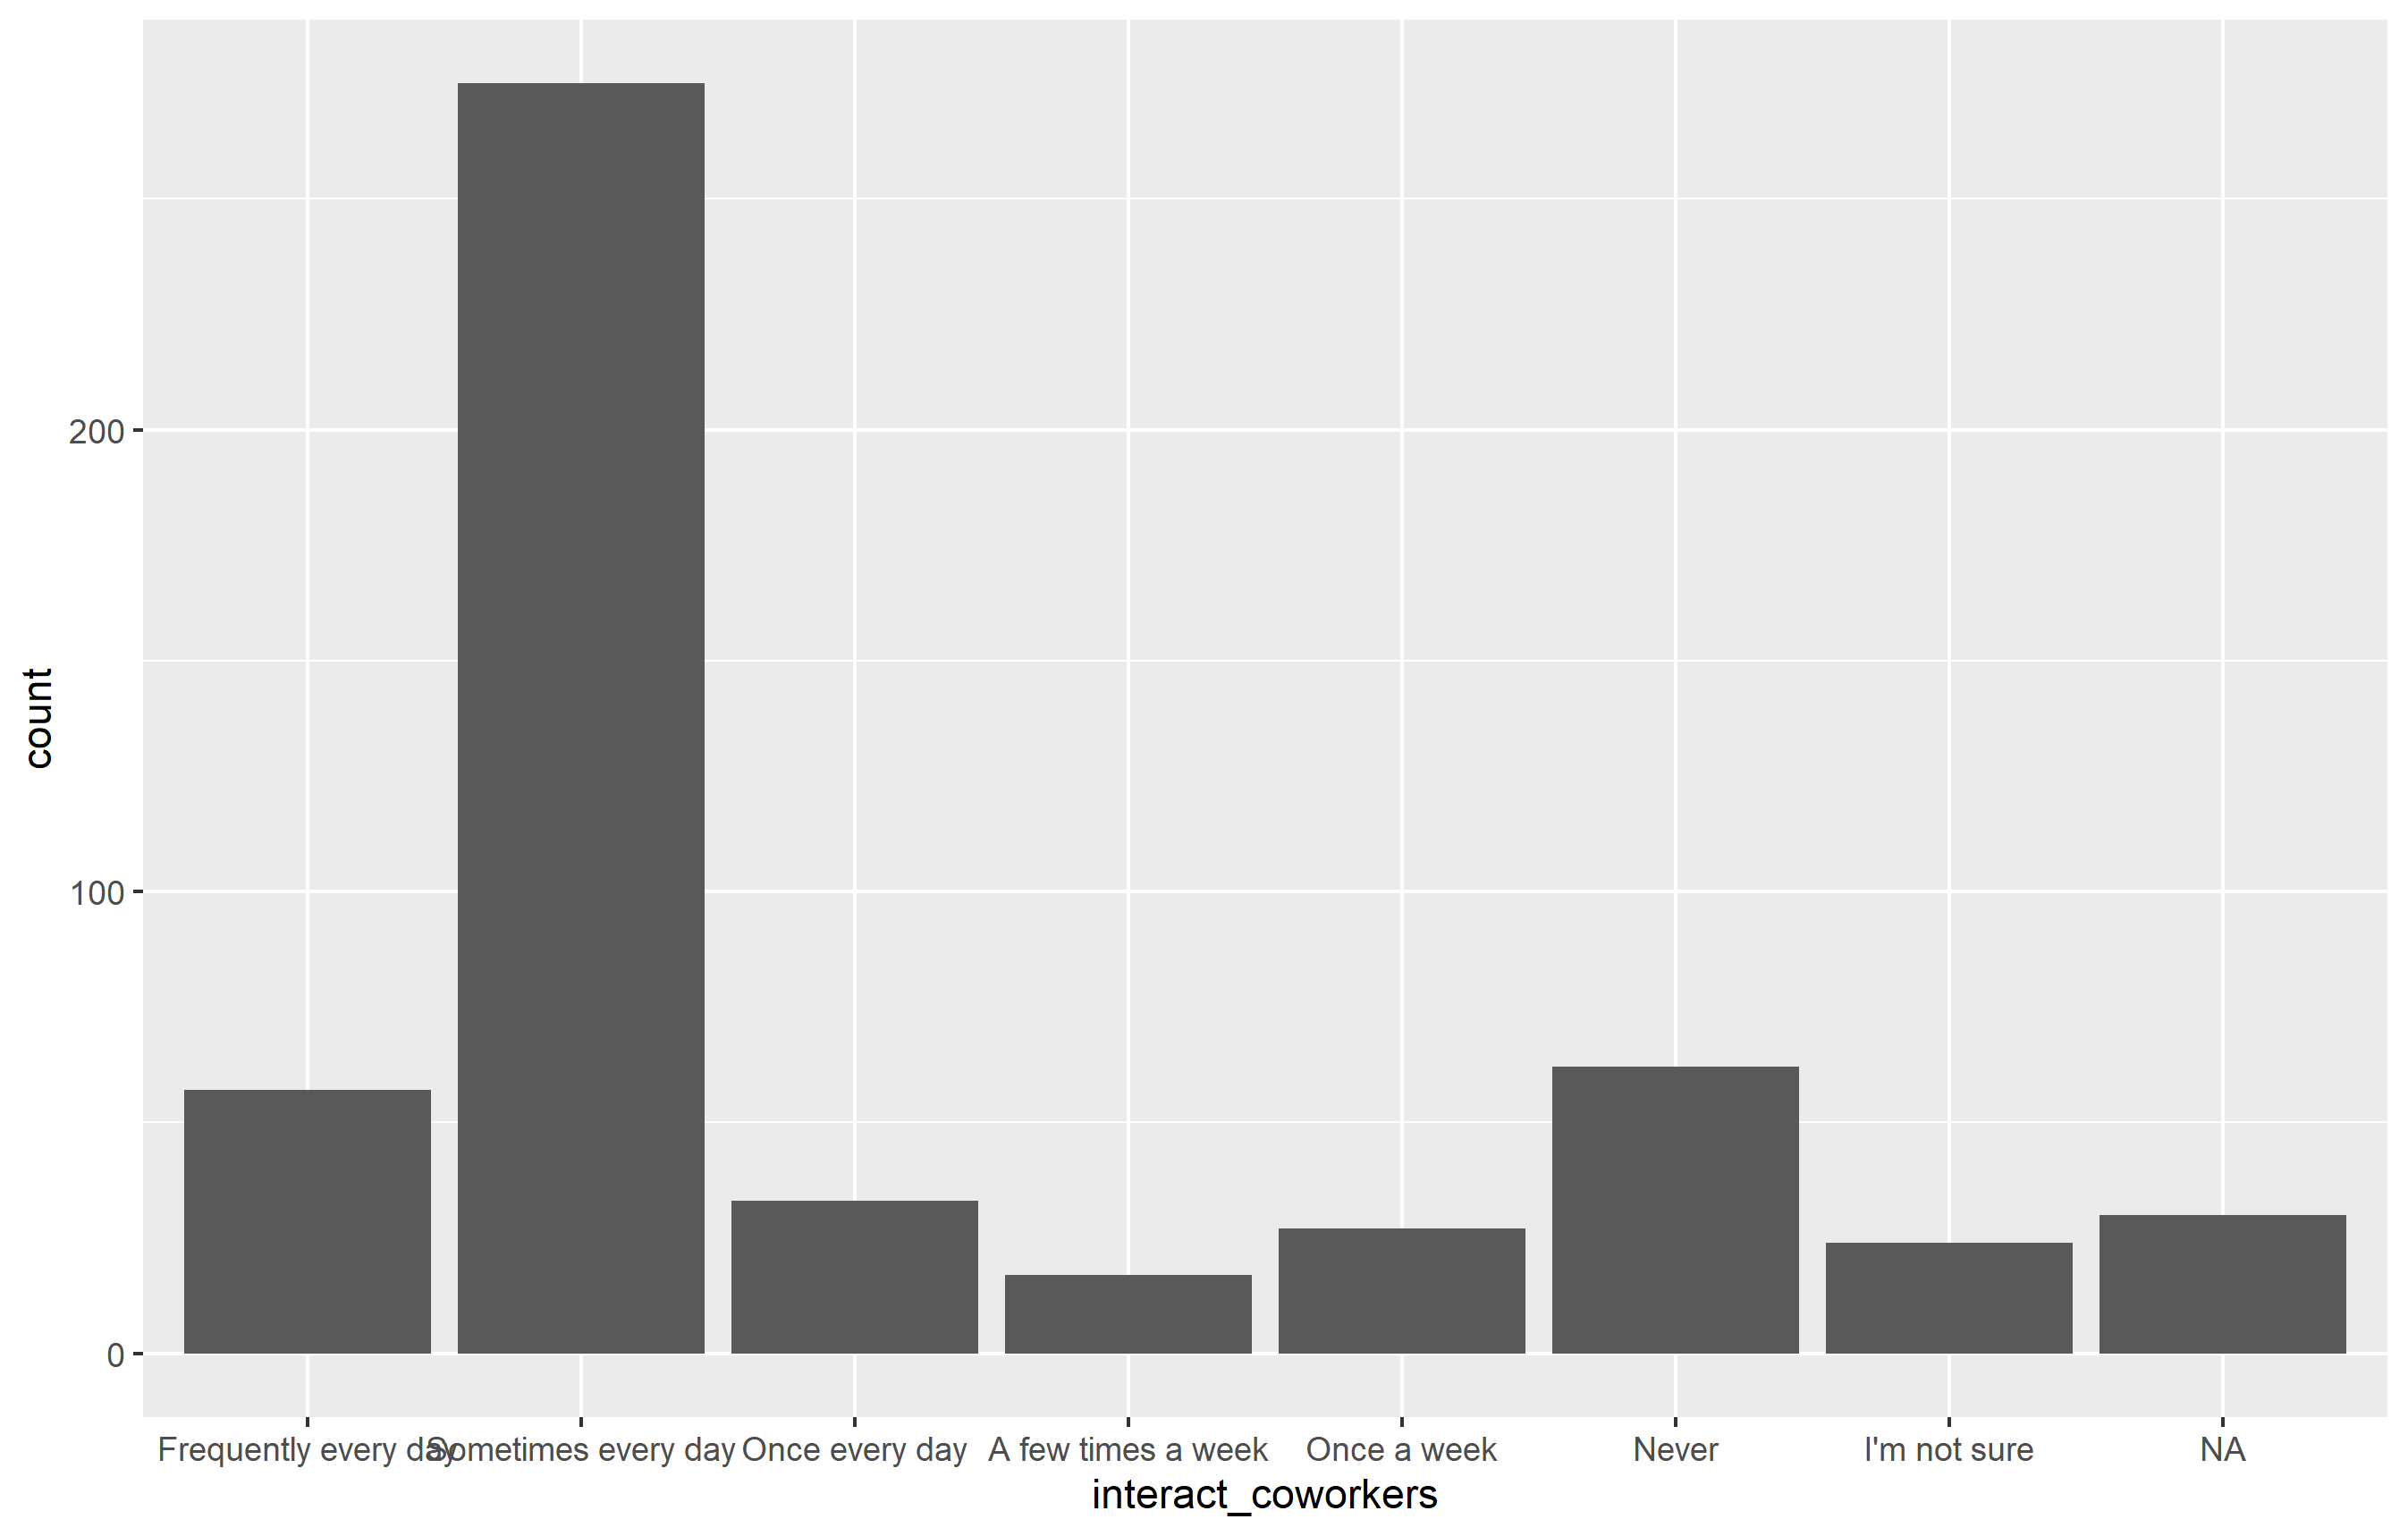 count
200
100
0
Frequently every day Sometimes every day Once every day A few times a week Once a week Never I'm not sure NA
interact_coworkers